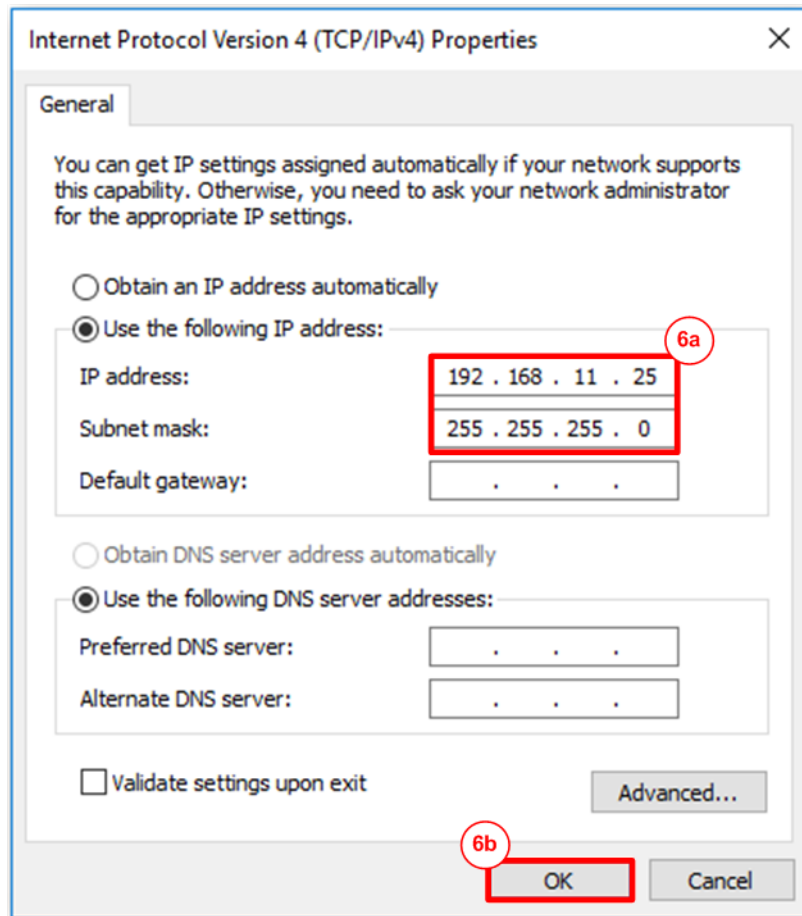 Internet Protocol Version 4 (TCP/IPv4) Properties
General
You can get IP settings assigned automatically if your network supports
this capability. Otherwise, you need to ask your network administrator
for the appropriate IP settings.
Obtain an IP address automatically
Use the following IP address:
6a
IP address: 192 . 168 . 11 . 25
Subnet mask: 255 . 255 . 255 . 0
Default gateway: . . .
Obtain DNS server address automatically
Use the following DNS server addresses:
Preferred DNS server: . . .
Alternate DNS server: . . .
Validate settings upon exit
Advanced...
6b
OK Cancel